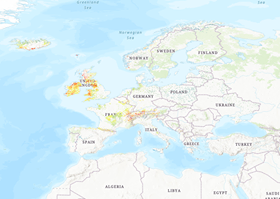 Greenland
Sea
Norwegian
Sea
SWEDEN
FINLAND
NORWAY
UNITED
KINGDOM
POLAND
GERMANY
UKRAINE
FRANCE
ITALY
SPAIN
GREECE
TURKEY
ALGERIA
LIBYA
EGYPT